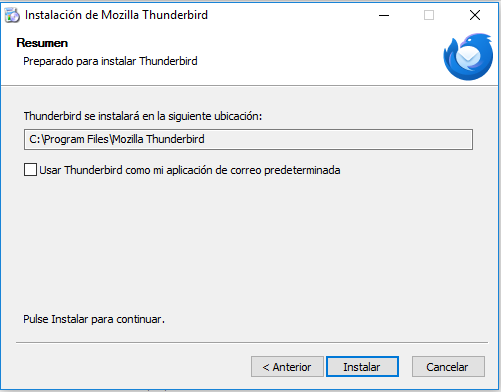 Instalación de Mozilla Thunderbird
Resumen
Preparado para instalar Thunderbird
Thunderbird se instalará en la siguiente ubicación:
C:\Program Files\Mozilla Thunderbird
Usar Thunderbird como mi aplicación de correo predeterminada
Pulse Instalar para continuar.
< Anterior Instalar Cancelar